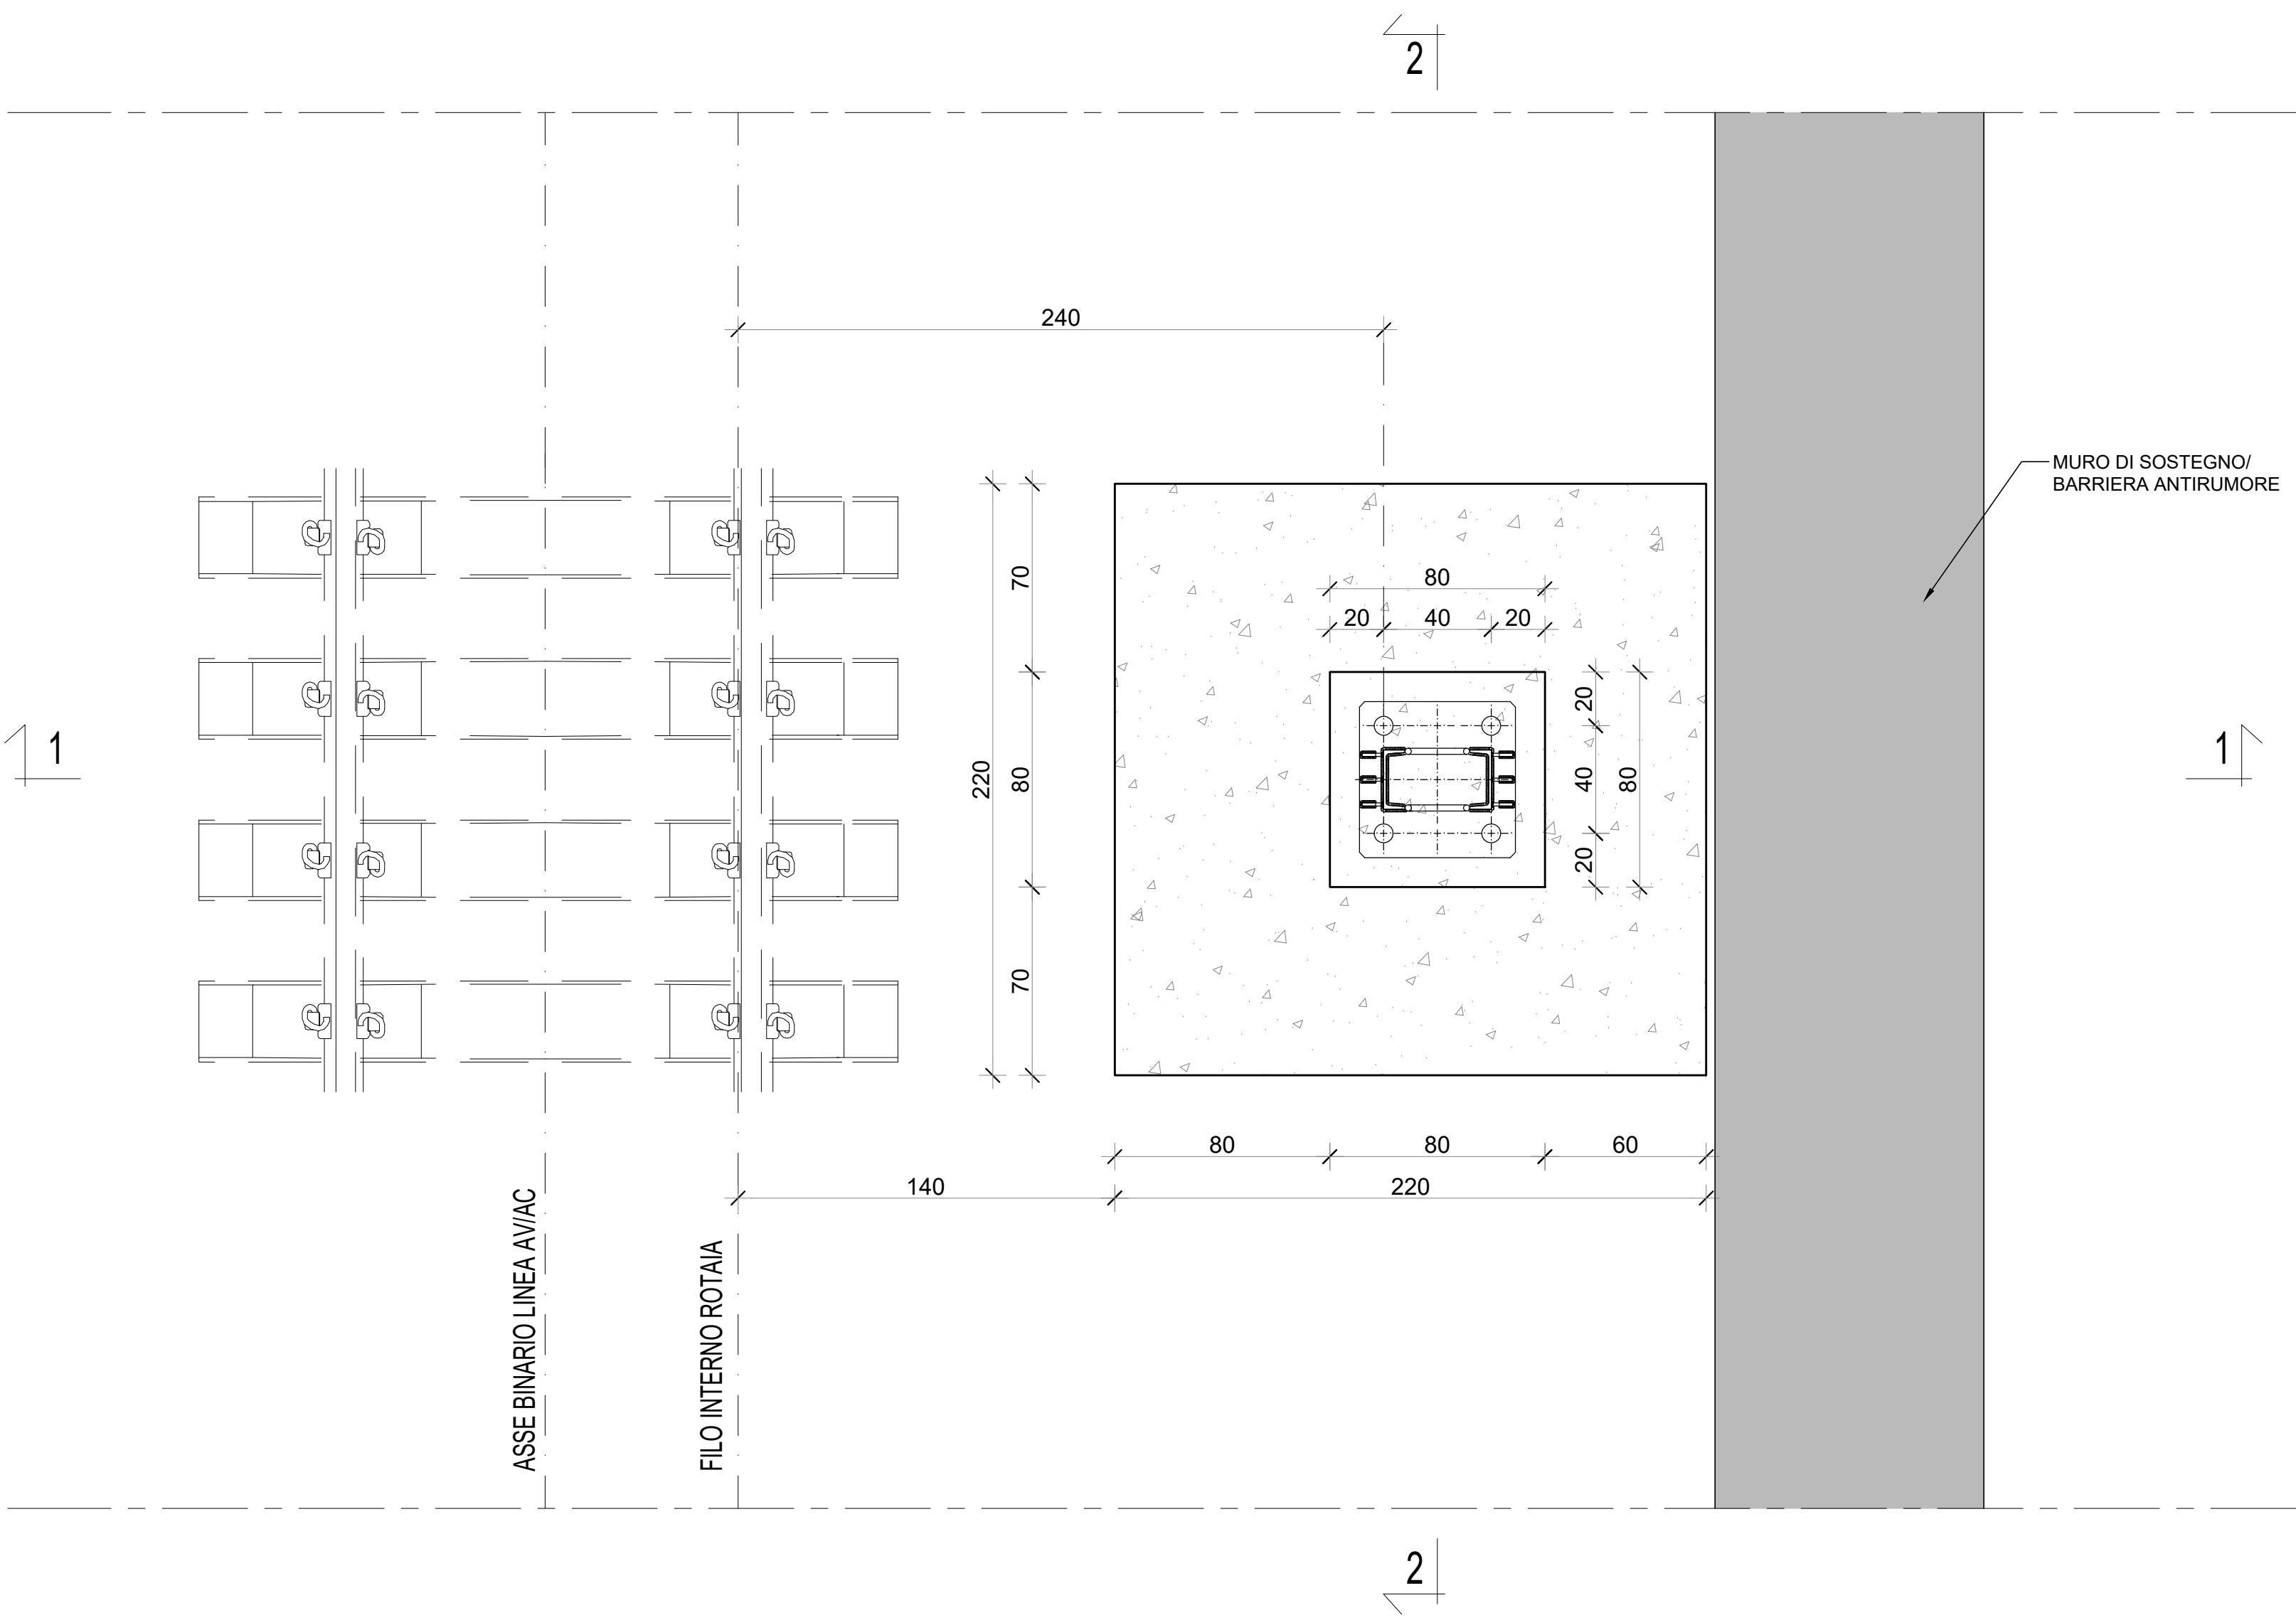 2
240
MURO DI SOSTEGNO/
BARRIERA ANTIRUMORE
70
80
20 40 20
20
1
220
80
40
80
1
20
70
80 80 60
140 220
ASSE BINARIO LINEA AV/AC
FILO INTERNO ROTAIA
2